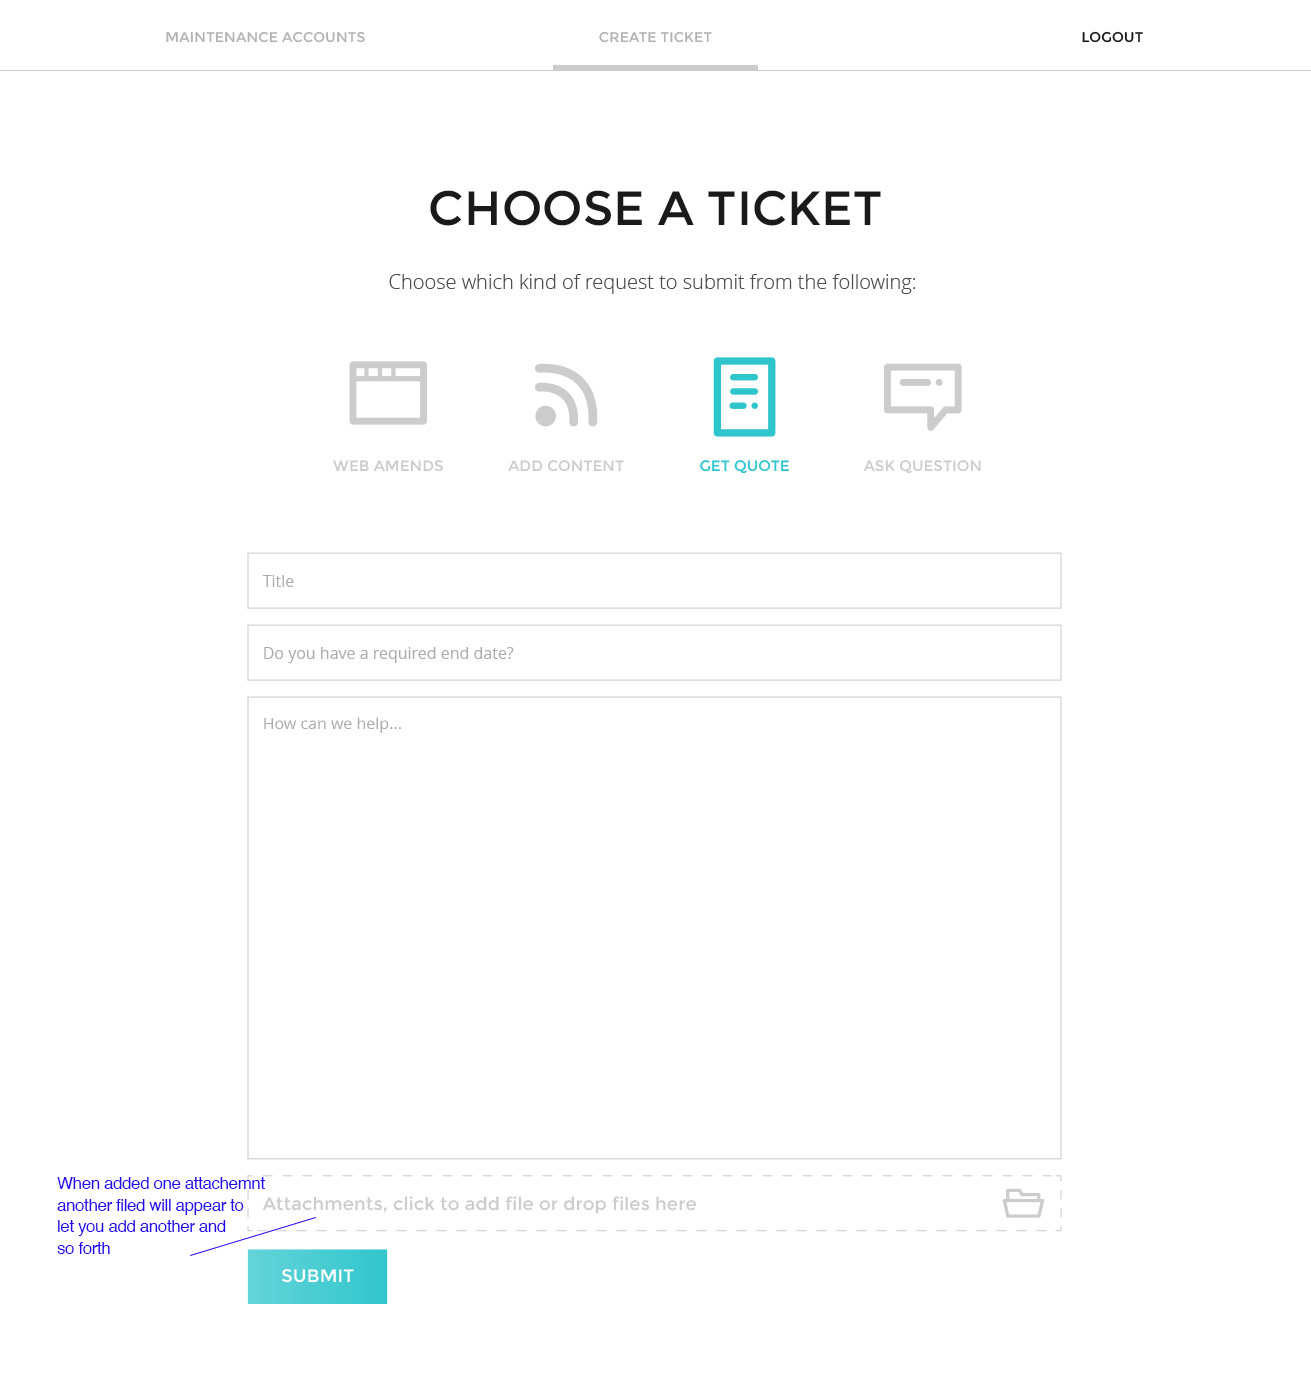 MAINTENANCE ACCOUNTS
CREATE TICKET
LOGOUT
CHOOSE A TICKET
Choose which kind of request to submit from the following:
WEB AMENDS
ADD CONTENT
GET QUOTE
ASK QUESTION
Title
Do you have a required end date?
How can we help...
When added one attachemnt
another filed will appear to
let you add another and
so forth
Attachments, click to add file or drop files here
SUBMIT